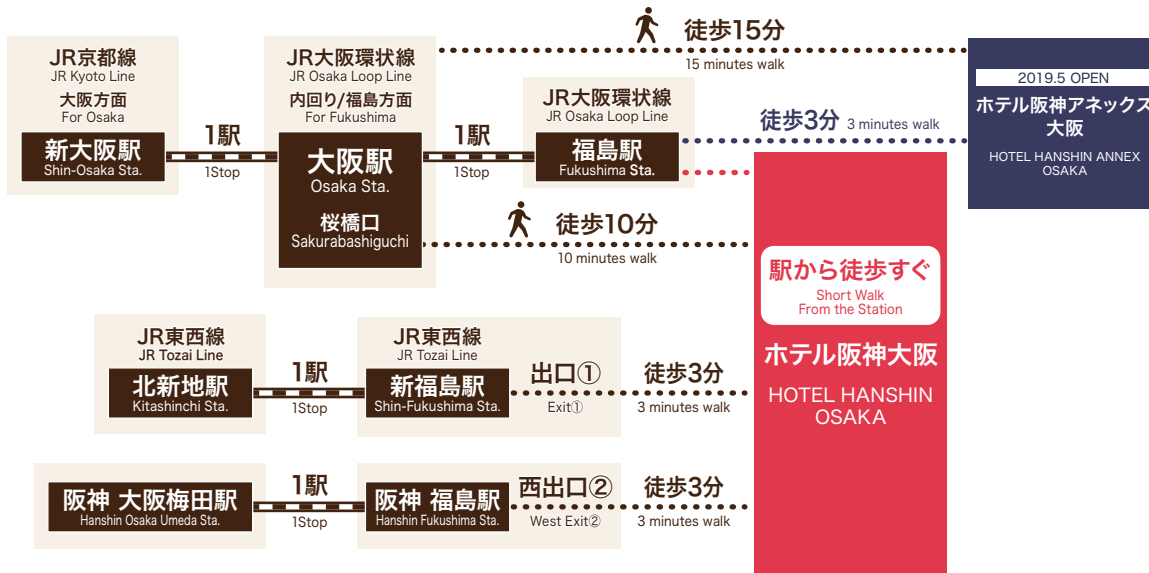 徒歩15分
15 minutes walk
JR京都線
JR Kyoto Line
大阪方面
For Osaka
新大阪駅
Shin-Osaka Sta.
1駅
1Stop
JR大阪環状線
JR Osaka Loop Line
内回り/福島方面
For Fukushima
大阪駅
Osaka Sta.
桜橋口
Sakurabashiguchi
1駅
1Stop
JR大阪環状線
JR Osaka Loop Line
福島駅
Fukushima Sta.
徒歩3分 3 minutes walk
2019.5 OPEN
ホテル阪神アネックス
大阪
HOTEL HANSHIN ANNEX
OSAKA
徒歩10分
10 minutes walk
駅から徒歩すぐ
Short Walk
From the Station
ホテル阪神大阪
HOTEL HANSHIN
OSAKA
JR東西線
JR Tozai Line
北新地駅
Kitashinchi Sta.
1駅
1Stop
JR東西線
JR Tozai Line
新福島駅
Shin-Fukushima Sta.
出口①
Exit①
徒歩3分
3 minutes walk
阪神 大阪梅田駅
Hanshin Osaka Umeda Sta.
1駅
1Stop
阪神 福島駅
Hanshin Fukushima Sta.
西出口②
West Exit②
徒歩3分
3 minutes walk